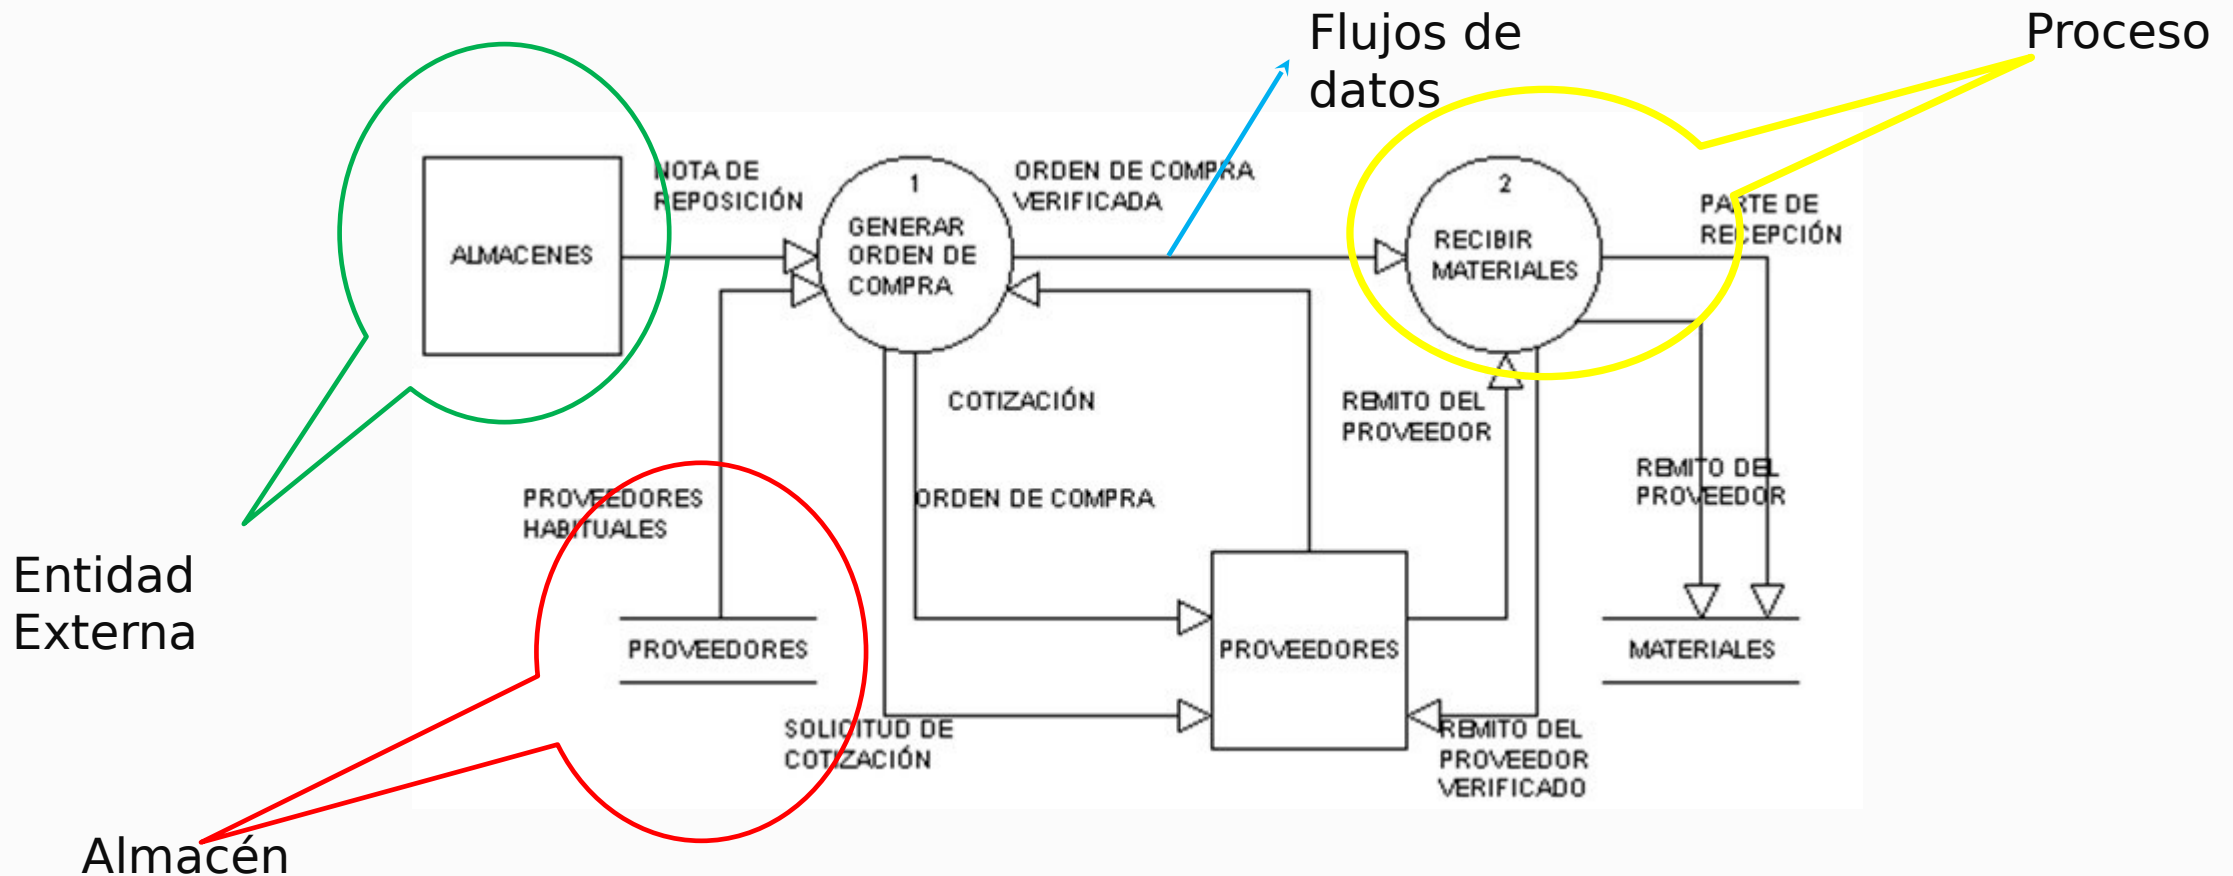 Flujos de
datos
Proceso
NOTA DE
REPOSICIÓN
1
GENERAR
ORDEN DE
COMPRA
ORDEN DE COMPRA
VERIFICADA
2
RECIBIR
MATERIALES
PARTE DE
RECEPCIÓN
ALMACENES
COTIZACIÓN
REMITO DEL
PROVEEDOR
REMITO DEL
PROVEEDOR
PROVEEDORES
HABITUALES
ORDEN DE COMPRA
Entidad
Externa
PROVEEDORES
PROVEEDORES
MATERIALES
SOLICITUD DE
COTIZACIÓN
REMITO DEL
PROVEEDOR
VERIFICADO
Almacén